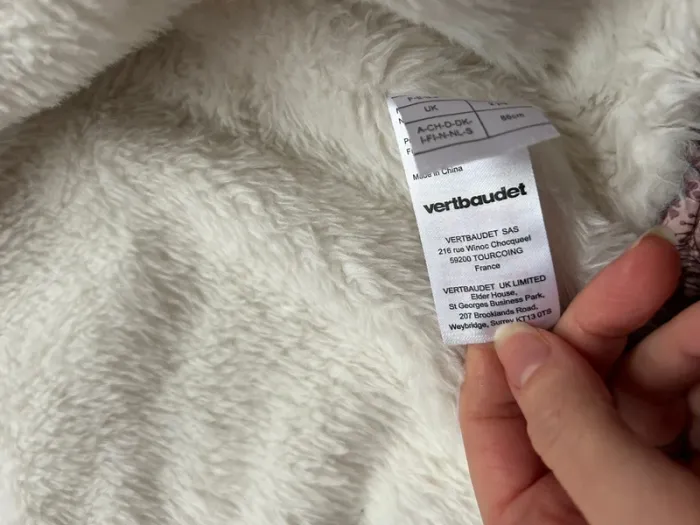 UK
A-CH-D-DK-
I-FI-N-NL-S
86cm
Made in China
vertbaudet
VERTBAUDET SAS
216 rue Winoc Chocqueel
59200 TOURCOING
France
VERTBAUDET UK LIMITED
Elder House,
St Georges Business Park,
207 Brooklands Road,
Weybridge, Surrey KT13 0TS